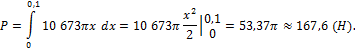 P = ∫₀^{0,1} 10 673πx dx = 10 673π x²/2 |₀^{0,1} = 53,37π ≈ 167,6 (H).